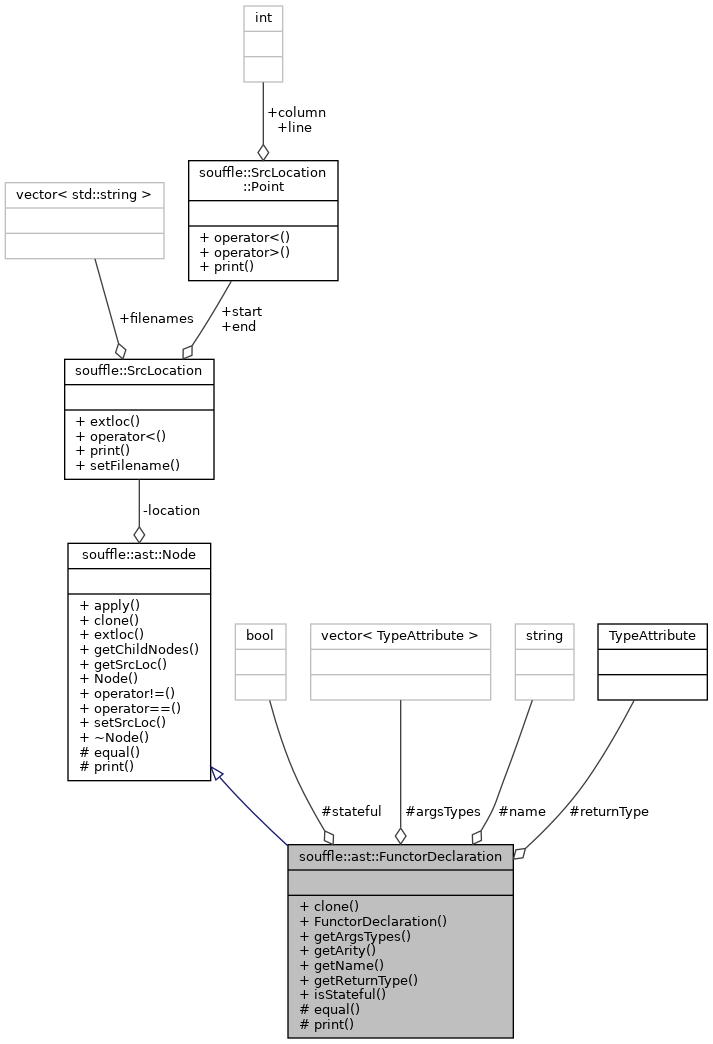 int
+column
+line
souffle::SrcLocation
::Point
+ operator<()
+ operator>()
+ print()
vector< std::string >
+filenames
+start
+end
souffle::SrcLocation
+ extloc()
+ operator<()
+ print()
+ setFilename()
-location
souffle::ast::Node
+ apply()
+ clone()
+ extloc()
+ getChildNodes()
+ getSrcLoc()
+ Node()
+ operator!=()
+ operator==()
+ setSrcLoc()
+ ~Node()
# equal()
# print()
bool
vector< TypeAttribute >
string
TypeAttribute
#stateful
#argsTypes
#name
#returnType
souffle::ast::FunctorDeclaration
+ clone()
+ FunctorDeclaration()
+ getArgsTypes()
+ getArity()
+ getName()
+ getReturnType()
+ isStateful()
# equal()
# print()